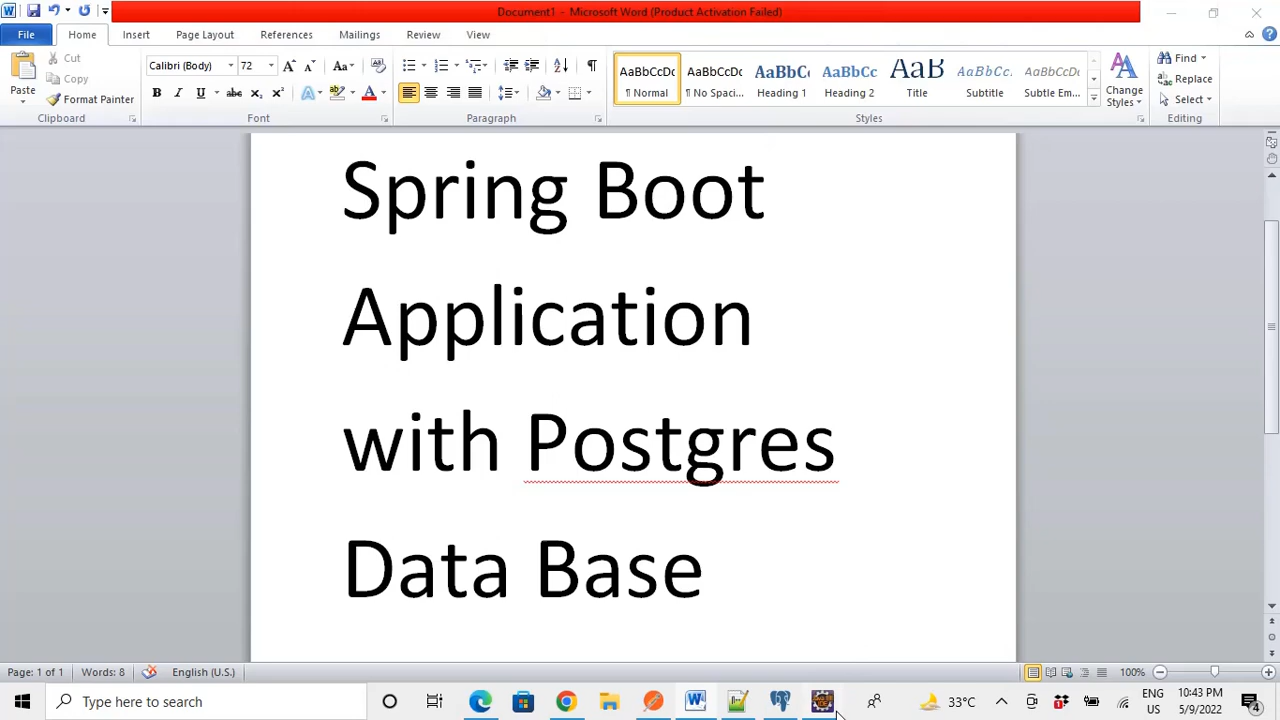 Document1 - Microsoft Word (Product Activation Failed)
File Home Insert Page Layout References Mailings Review View
Paste
Cut
Copy
Format Painter
Clipboard
Calibri (Body) 72
Font
Paragraph
AaBbCcDc AaBbCcDc AaBbCc AaBbCc AaB AaBbCcDc AaBbCcDc
¶ Normal ¶ No Spaci... Heading 1 Heading 2 Title Subtitle Subtle Em...
Change Styles
Styles
Find
Replace
Select
Editing
Spring Boot
Application
with Postgres
Data Base
Page: 1 of 1 Words: 8 English (U.S.) 100%
Type here to search
33°C
ENG
US
10:43 PM
5/9/2022
4